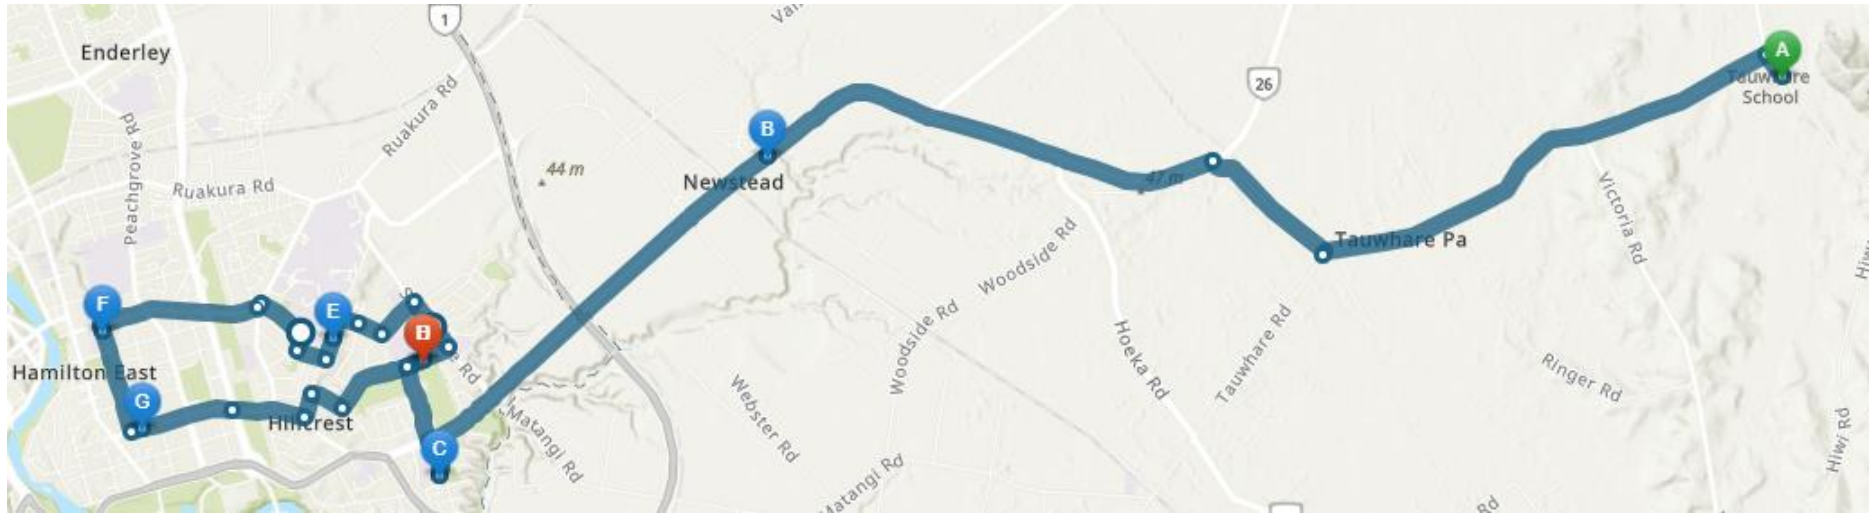 1
Enderley
Ruakura Rd
Peachgrove Rd
Ruakura Rd
44 m
B
Newstead
26
A
Tauwhare
School
47 m
Tauwhare Pa
Victoria Rd
Woodside Rd
Woodside Rd
Hoeka Rd
Tauwhare Rd
Ringer Rd
Hiwi Rd
F
E
Hamilton East
G
Hillcrest
C
Matangi Rd
Webster Rd
Matangi Rd
Rd